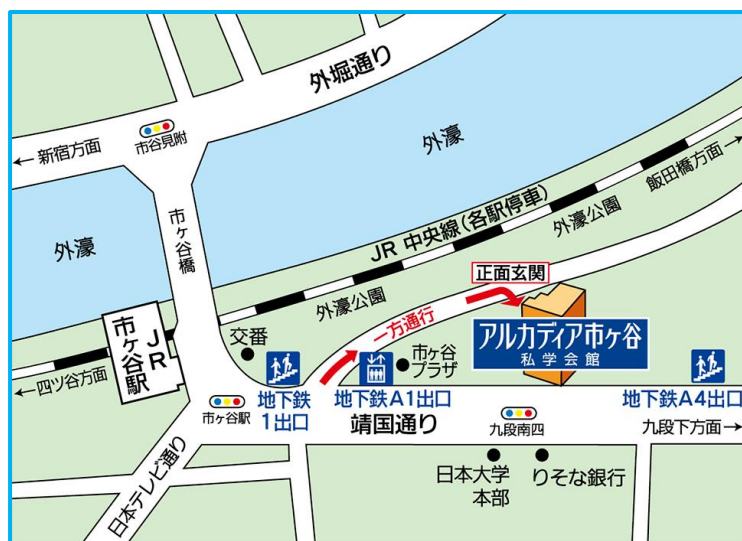 外堀通り
← 新宿方面
市谷見附
外濠
飯田橋方面 →
市ヶ谷橋
外濠
JR 中央線(各駅停車)
外濠公園
正面玄関
外濠公園
一方通行
アルカディア市ヶ谷
私学会館
JR
市ヶ谷駅
交番
市ヶ谷
プラザ
← 四ツ谷方面
市ヶ谷駅
地下鉄
1出口
地下鉄A1出口
地下鉄A4出口
靖国通り
九段南四
九段下方面 →
日本テレビ通り
日本大学
本部
りそな銀行